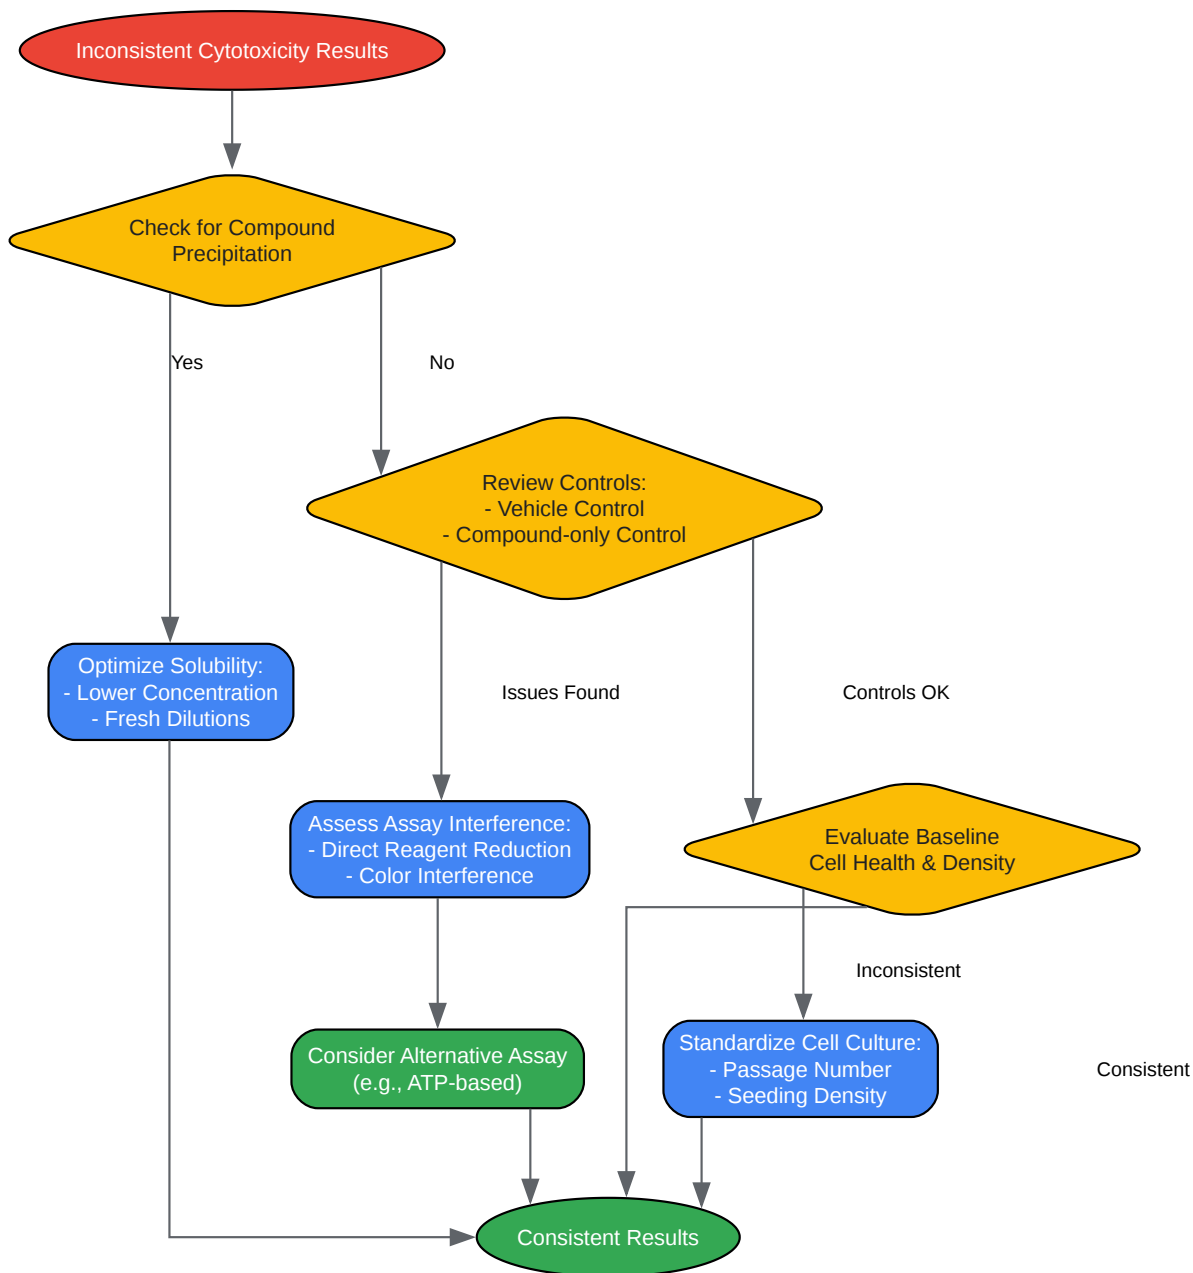 Inconsistent Cytotoxicity Results
Check for Compound
Precipitation
Yes
No
Review Controls:
- Vehicle Control
- Compound-only Control
Optimize Solubility:
- Lower Concentration
- Fresh Dilutions
Issues Found
Controls OK
Assess Assay Interference:
- Direct Reagent Reduction
- Color Interference
Evaluate Baseline
Cell Health & Density
Inconsistent
Consider Alternative Assay
(e.g., ATP-based)
Standardize Cell Culture:
- Passage Number
- Seeding Density
Consistent
Consistent Results